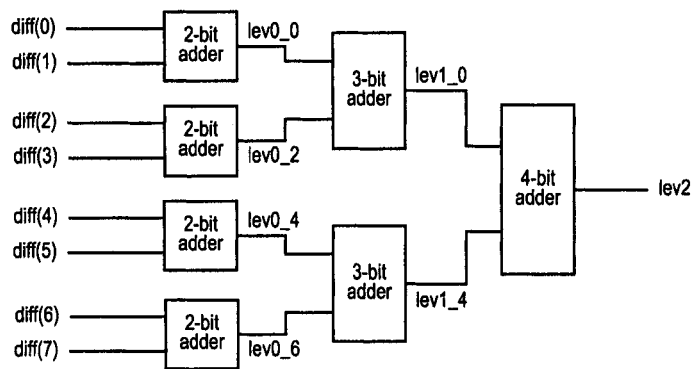 diff(0)
diff(1)
2-bit
adder
lev0_0
diff(2)
diff(3)
2-bit
adder
lev0_2
3-bit
adder
lev1_0
diff(4)
diff(5)
2-bit
adder
lev0_4
diff(6)
diff(7)
2-bit
adder
lev0_6
3-bit
adder
lev1_4
4-bit
adder
lev2